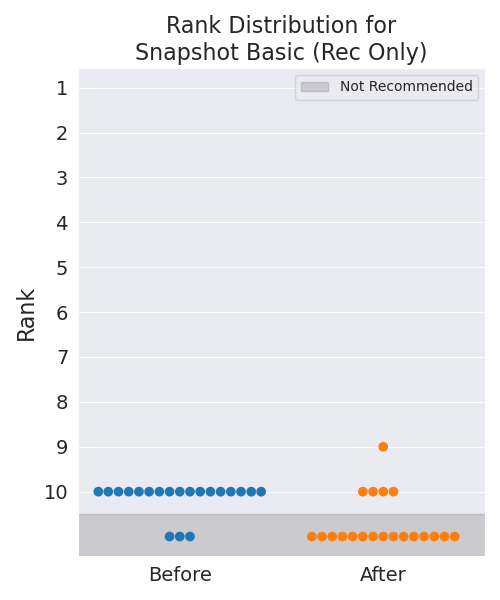 Rank Distribution for
Snapshot Basic (Rec Only)
Not Recommended
1
2
3
4
5
6
7
8
9
10
Rank
Before
After